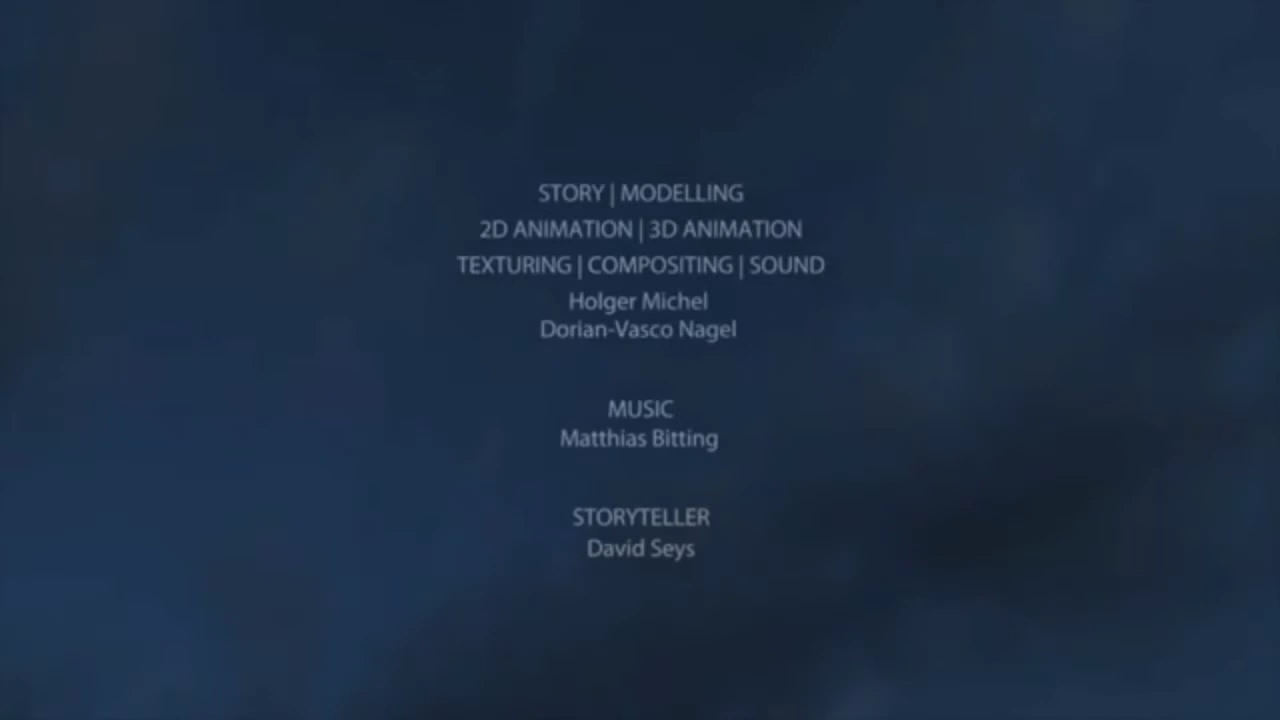 STORY | MODELLING
2D ANIMATION | 3D ANIMATION
TEXTURING | COMPOSITING | SOUND
Holger Michel
Dorian-Vasco Nagel
MUSIC
Matthias Bitting
STORYTELLER
David Seys